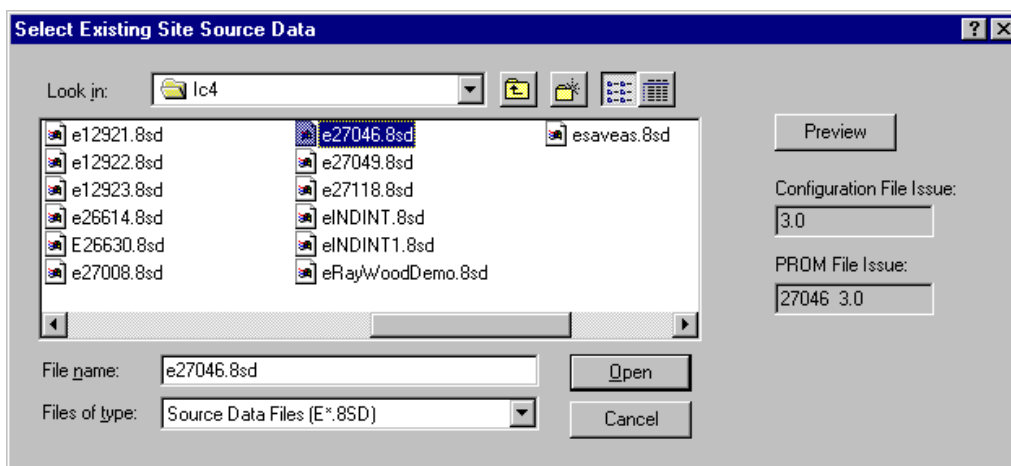 Select Existing Site Source Data
Look in: lc4
e12921.8sd e27046.8sd esaveas.8sd
e12922.8sd e27049.8sd
e12923.8sd e27118.8sd
e26614.8sd eINDINT.8sd
E26630.8sd eINDINT1.8sd
e27008.8sd eRayWoodDemo.8sd
Preview
Configuration File Issue:
3.0
PROM File Issue:
27046 3.0
File name: e27046.8sd Open
Files of type: Source Data Files (E*.8SD) Cancel